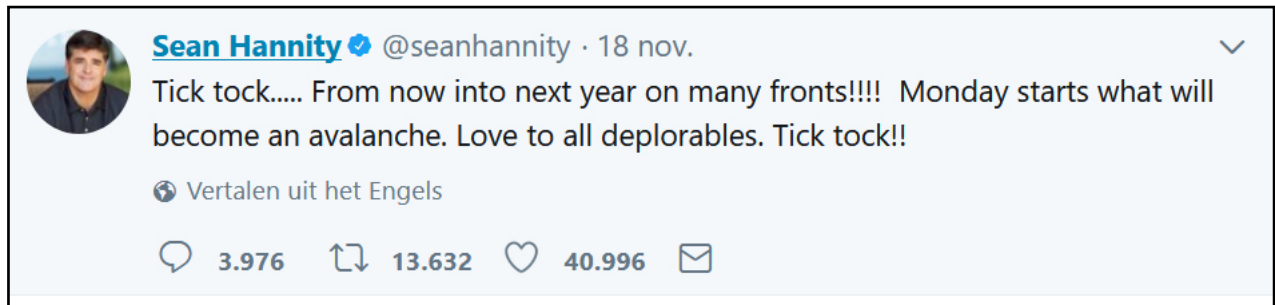 Sean Hannity @seanhannity · 18 nov.
Tick tock..... From now into next year on many fronts!!!!  Monday starts what will
become an avalanche. Love to all deplorables. Tick tock!!
Vertalen uit het Engels
3.976 13.632 40.996